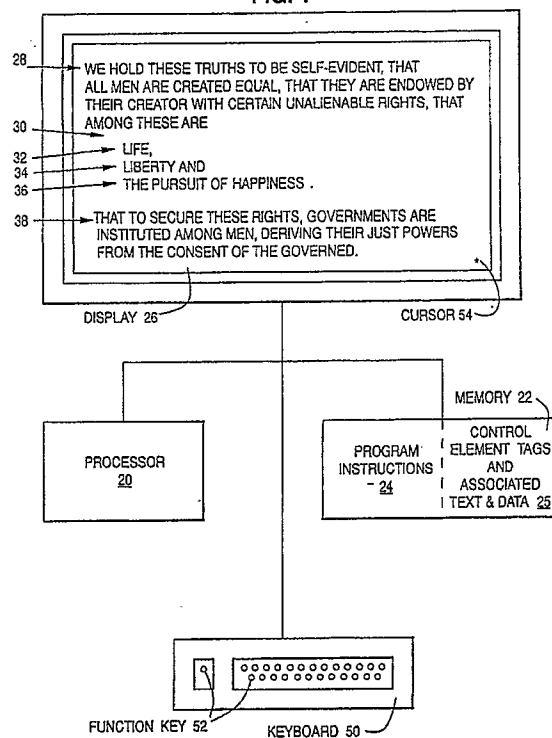 28
WE HOLD THESE TRUTHS TO BE SELF-EVIDENT, THAT
ALL MEN ARE CREATED EQUAL, THAT THEY ARE ENDOWED BY
THEIR CREATOR WITH CERTAIN UNALIENABLE RIGHTS, THAT
AMONG THESE ARE
30
32
LIFE,
34
LIBERTY AND
36
THE PURSUIT OF HAPPINESS .
38
THAT TO SECURE THESE RIGHTS, GOVERNMENTS ARE
INSTITUTED AMONG MEN, DERIVING THEIR JUST POWERS
FROM THE CONSENT OF THE GOVERNED.
*
DISPLAY 26
CURSOR 54
MEMORY 22
PROCESSOR
20
PROGRAM
INSTRUCTIONS
24
CONTROL
ELEMENT TAGS
AND
ASSOCIATED
TEXT & DATA 25
FUNCTION KEY 52
KEYBOARD 50